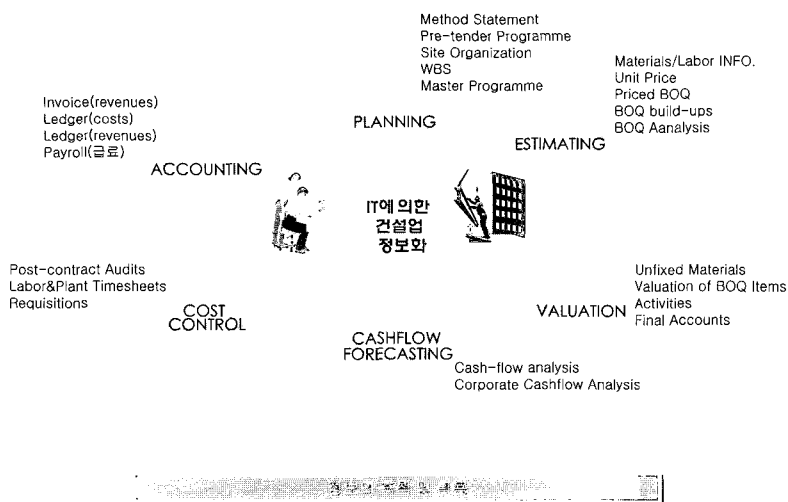 Method Statement
Pre-tender Programme
Site Organization
WBS
Master Programme
PLANNING
Materials/Labor INFO.
Unit Price
Priced BOQ
BOQ build-ups
BOQ Aanalysis
ESTIMATING
Invoice(revenues)
Ledger(costs)
Ledger(revenues)
Payroll(급료)
ACCOUNTING
IT에 의한
건설업
정보화
Post-contract Audits
Labor&Plant Timesheets
Requisitions
COST
CONTROL
Unfixed Materials
Valuation of BOQ Items
Activities
Final Accounts
VALUATION
CASHFLOW
FORECASTING
Cash-flow analysis
Corporate Cashflow Analysis